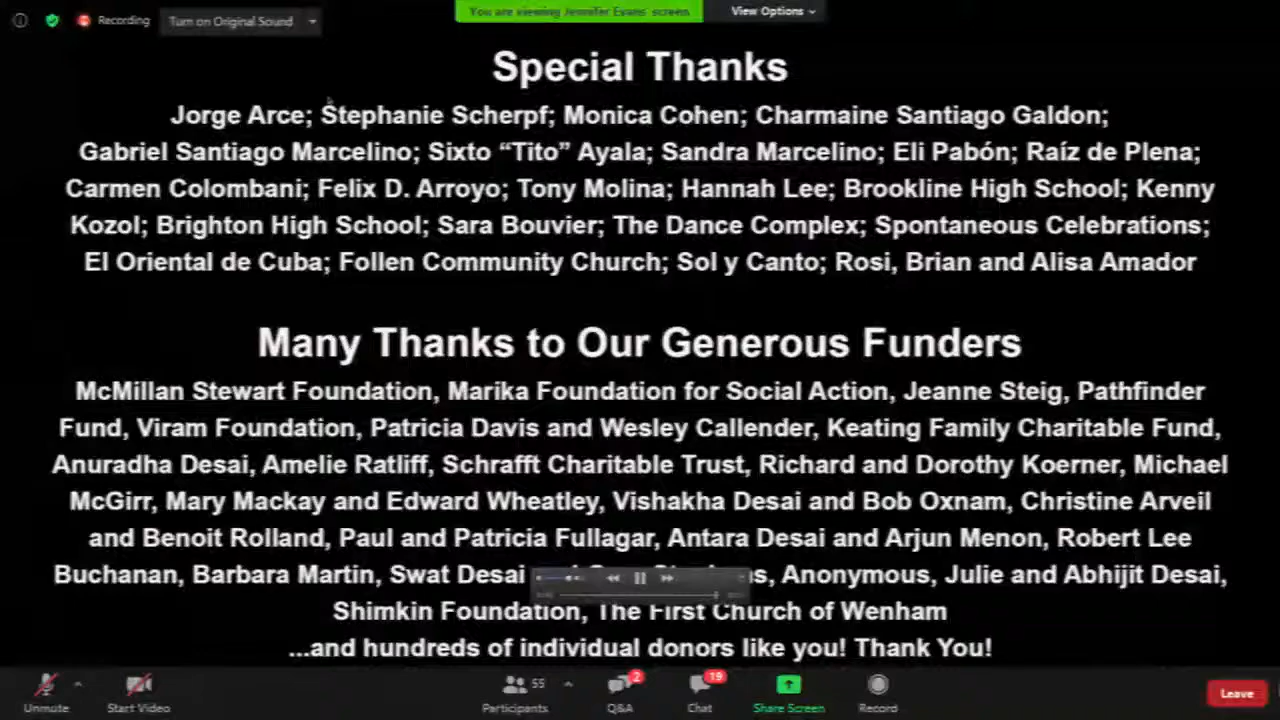 Recording
Turn on Original Sound
You are viewing Jennifer Evans' screen
View Options
Special Thanks
Jorge Arce; Stephanie Scherpf; Monica Cohen; Charmaine Santiago Galdon;
Gabriel Santiago Marcelino; Sixto “Tito” Ayala; Sandra Marcelino; Eli Pabón; Raíz de Plena;
Carmen Colombani; Felix D. Arroyo; Tony Molina; Hannah Lee; Brookline High School; Kenny
Kozol; Brighton High School; Sara Bouvier; The Dance Complex; Spontaneous Celebrations;
El Oriental de Cuba; Follen Community Church; Sol y Canto; Rosi, Brian and Alisa Amador
Many Thanks to Our Generous Funders
McMillan Stewart Foundation, Marika Foundation for Social Action, Jeanne Steig, Pathfinder
Fund, Viram Foundation, Patricia Davis and Wesley Callender, Keating Family Charitable Fund,
Anuradha Desai, Amelie Ratliff, Schrafft Charitable Trust, Richard and Dorothy Koerner, Michael
McGirr, Mary Mackay and Edward Wheatley, Vishakha Desai and Bob Oxnam, Christine Arveil
and Benoit Rolland, Paul and Patricia Fullagar, Antara Desai and Arjun Menon, Robert Lee
Buchanan, Barbara Martin, Swat Desai Anonymous, Julie and Abhijit Desai,
Shimkin Foundation, The First Church of Wenham
...and hundreds of individual donors like you! Thank You!
55 2 19
Unmute Start Video Participants Q&A Chat Share Screen Record Leave